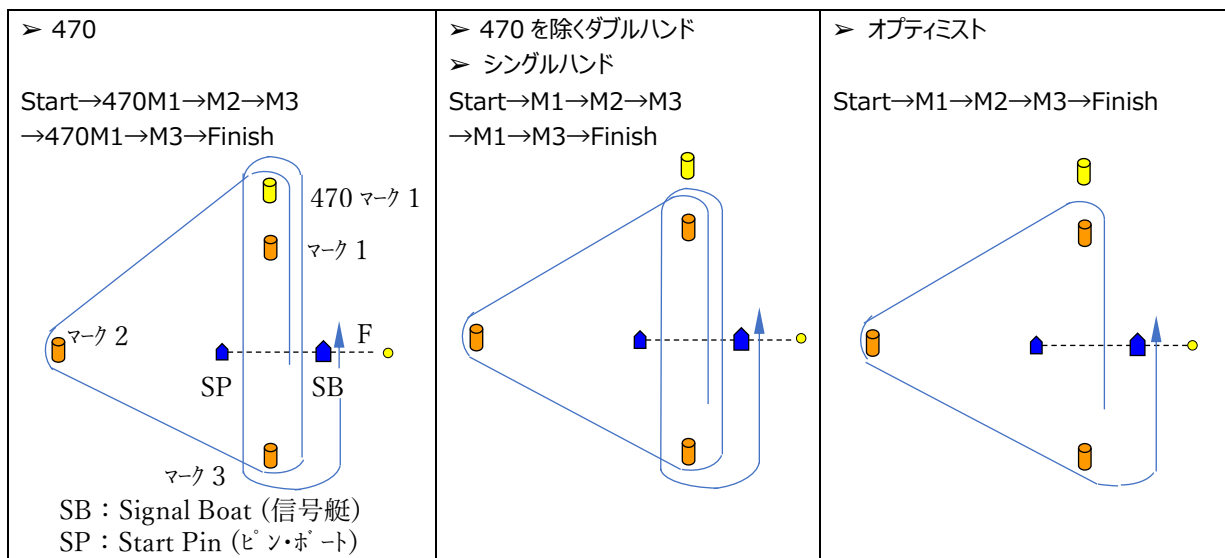 ➢ 470
Start→470M1→M2→M3
→470M1→M3→Finish
470 マーク 1
マーク 1
マーク 2
F
SP
SB
マーク 3
SB：Signal Boat (信号艇)
SP：Start Pin (ピン・ボート)
➢ 470 を除くダブルハンド
➢ シングルハンド
Start→M1→M2→M3
→M1→M3→Finish
➢ オプティミスト
Start→M1→M2→M3→Finish